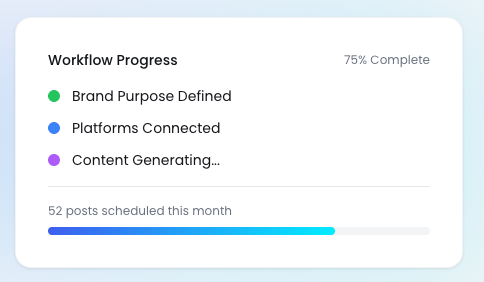 Workflow Progress 75% Complete
Brand Purpose Defined
Platforms Connected
Content Generating...
52 posts scheduled this month